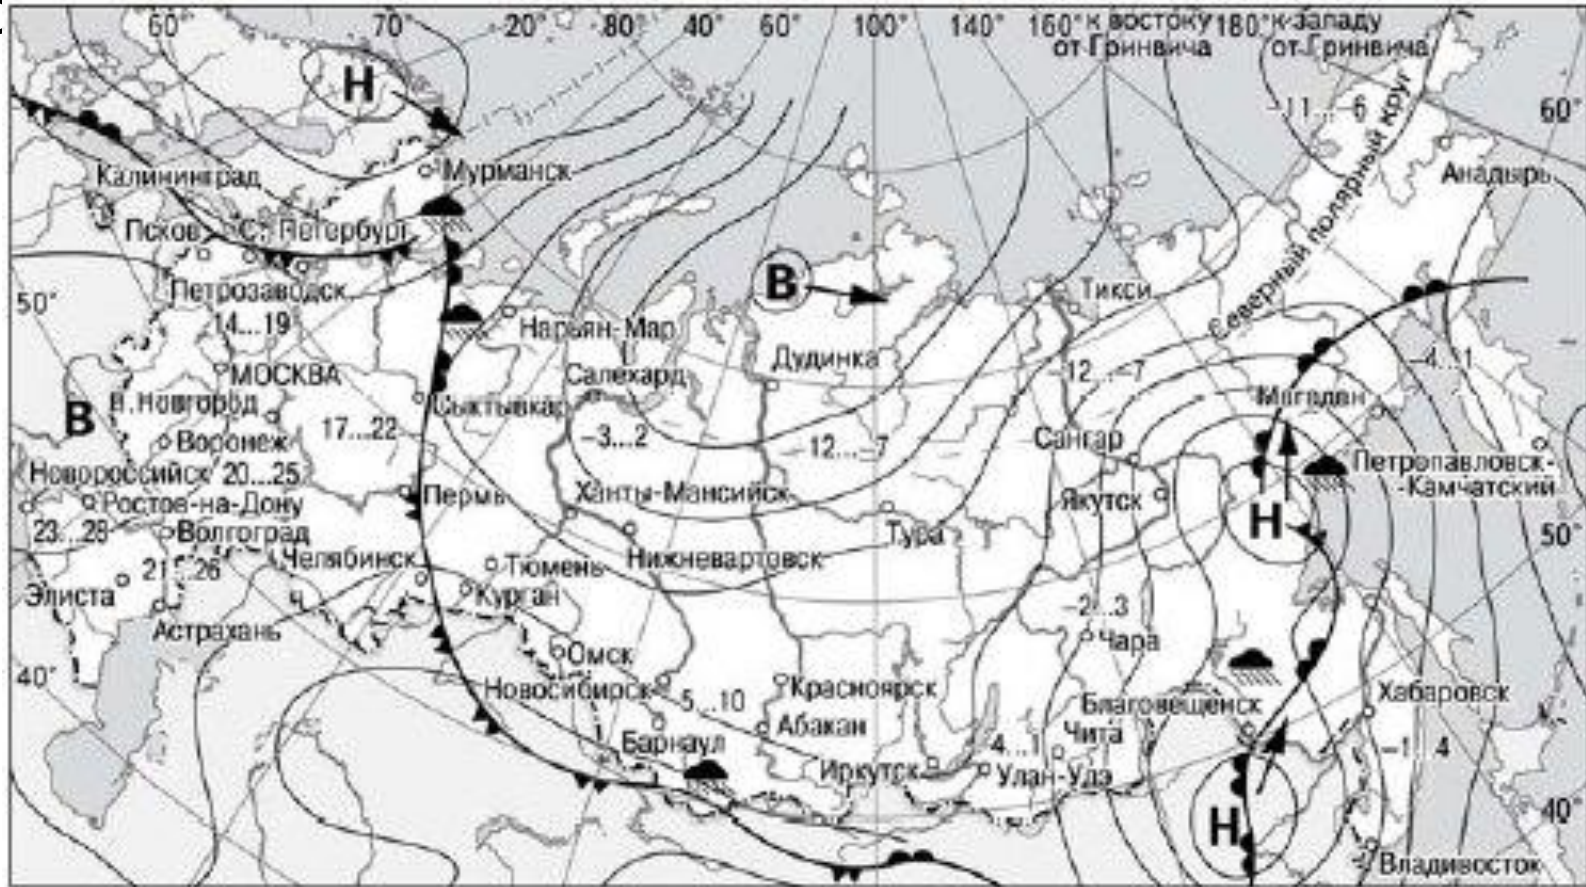 60° 70° 20° 80° 40° 60° 100° 140° 160° к востоку от Гринвича 180° к западу от Гринвича
Н
-11...-6
60°
Северный полярный круг
Мурманск
Анадырь
Калининград
Псков С. Петербург
В
Петрозаводск
Тикси
50°
14...19
Нарьян-Мар
Дудинка
МОСКВА
Салехард
-12...-7
-4...1
Н.Новгород
Сыктывкар
Магадан
В
17...22
-3...2
-12...-7
Сангар
Воронеж
Новороссийск 20...25
Пермь
Ханты-Мансийск
Якутск
Петропавловск-
-Камчатский
Ростов-на-Дону
23...28
Волгоград
Тура
Н
50°
Челябинск
Тюмень
Нижневартовск
Элиста
Курган
-2...3
Астрахань
Чара
Омск
40°
Новосибирск
5...10
Красноярск
Хабаровск
Благовещенск
Абакан
Чита
Барнаул
4...1
Иркутск
Улан-Удэ
40°
Н
Владивосток